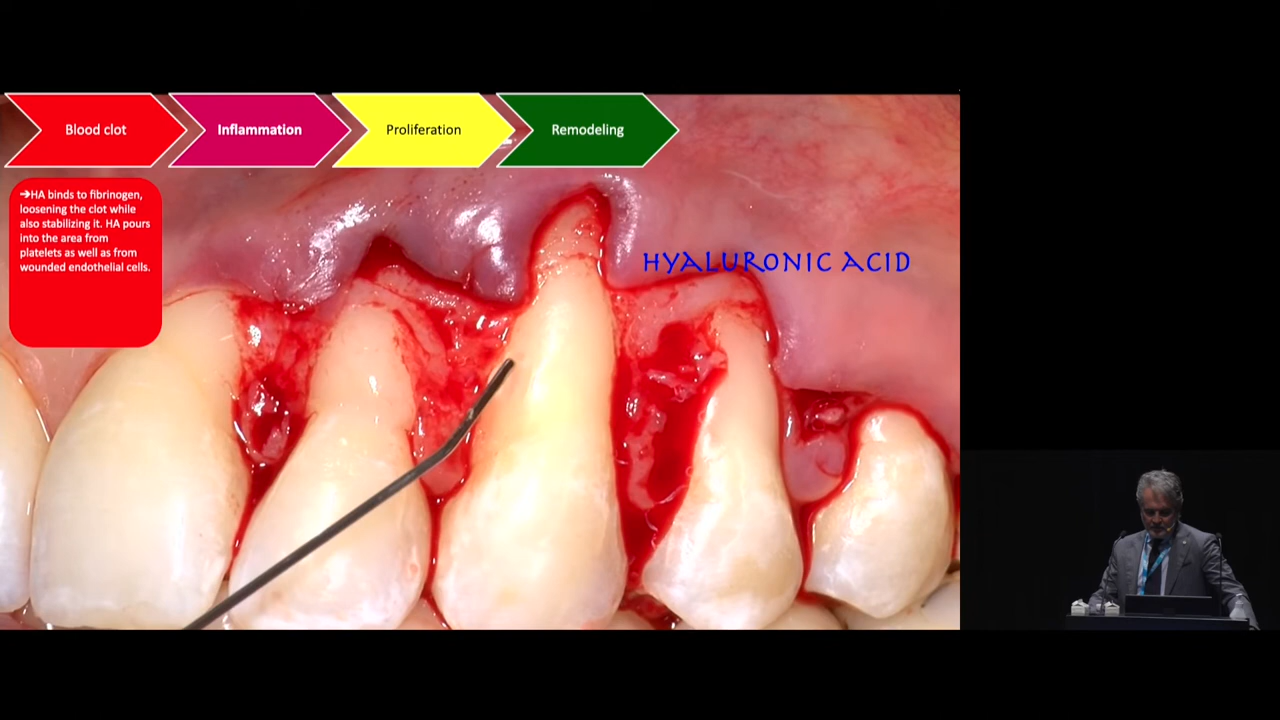 Blood clot
Inflammation
Proliferation
Remodeling
➔HA binds to fibrinogen,
loosening the clot while
also stabilizing it. HA pours
into the area from
platelets as well as from
wounded endothelial cells.
HYALURONIC ACID